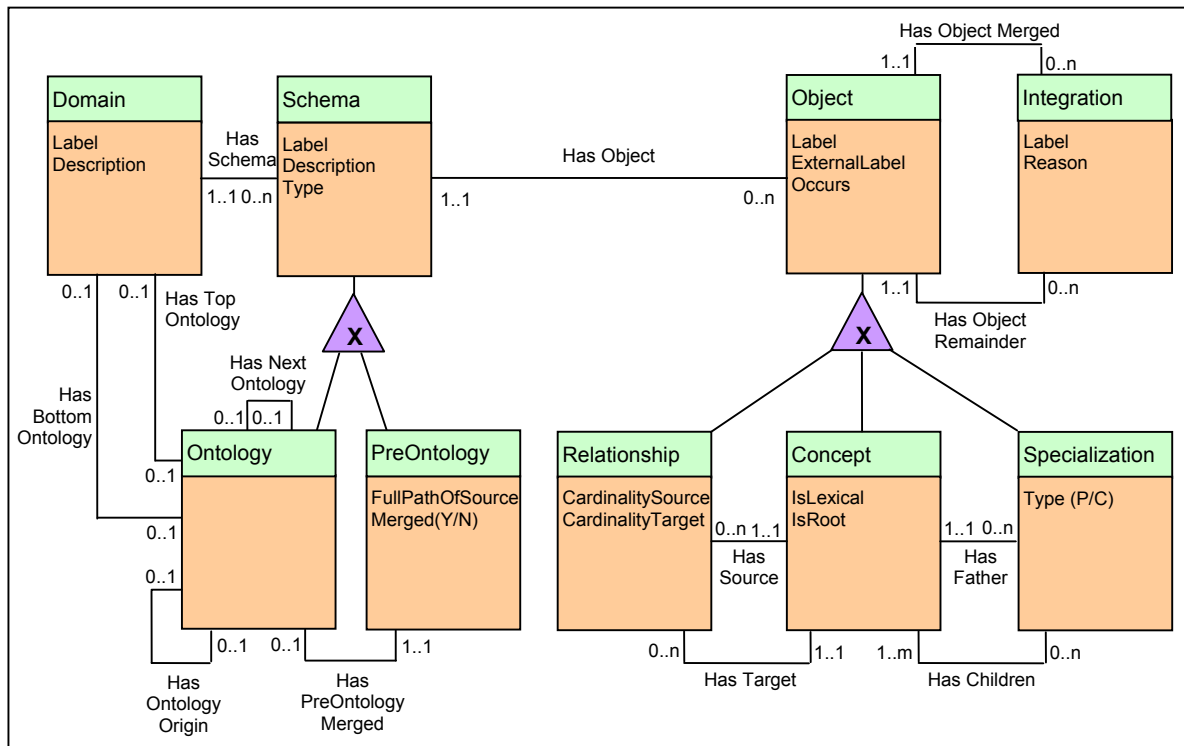 Has Object Merged
1..1
0..n
Domain
Schema
Object
Integration
Label
Description
Has
Schema
Label
Description
Type
Has Object
Label
ExternalLabel
Occurs
Label
Reason
1..1
0..n
1..1
0..n
0..1
0..1
Has Top
Ontology
1..1
0..n
Has Object
Remainder
X
X
Has Next
Ontology
Has
Bottom
Ontology
0..1
0..1
Ontology
PreOntology
Relationship
Concept
Specialization
0..1
FullPathOfSource
Merged(Y/N)
CardinalitySource
CardinalityTarget
IsLexical
IsRoot
Type (P/C)
0..1
0..n
1..1
1..1
0..n
Has
Source
Has
Father
0..1
0..1
0..1
1..1
0..n
1..1
1..m
0..n
Has
Ontology
Origin
Has
PreOntology
Merged
Has Target
Has Children